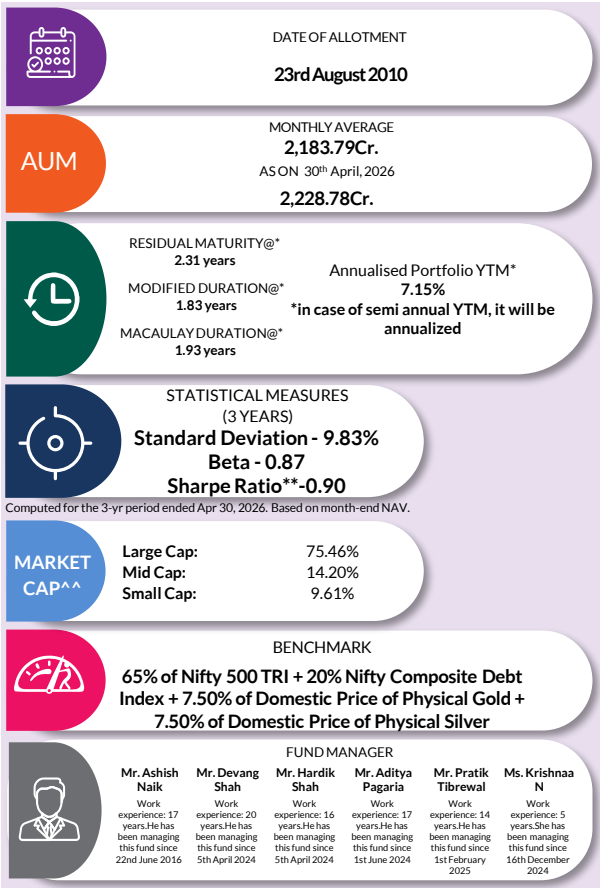 DATE OF ALLOTMENT
23rd August 2010
AUM
MONTHLY AVERAGE
2,183.79Cr.
AS ON 30th April, 2026
2,228.78Cr.
RESIDUAL MATURITY@*
2.31 years
MODIFIED DURATION@*
1.83 years
MACAULAY DURATION@*
1.93 years
Annualised Portfolio YTM*
7.15%
*in case of semi annual YTM, it will be
annualized
STATISTICAL MEASURES
(3 YEARS)
Standard Deviation - 9.83%
Beta - 0.87
Sharpe Ratio**-0.90
Computed for the 3-yr period ended Apr 30, 2026. Based on month-end NAV.
MARKET
CAP^^
Large Cap: 75.46%
Mid Cap: 14.20%
Small Cap: 9.61%
BENCHMARK
65% of Nifty 500 TRI + 20% Nifty Composite Debt
Index + 7.50% of Domestic Price of Physical Gold +
7.50% of Domestic Price of Physical Silver
FUND MANAGER
Mr. Ashish
Naik
Work
experience: 17
years.He has
been managing
this fund since
22nd June 2016
Mr. Devang
Shah
Work
experience: 20
years.He has
been managing
this fund since
5th April 2024
Mr. Hardik
Shah
Work
experience: 16
years.He has
been managing
this fund since
5th April 2024
Mr. Aditya
Pagaria
Work
experience: 17
years.He has
been managing
this fund since
1st June 2024
Mr. Pratik
Tibrewal
Work
experience: 14
years.He has
been managing
this fund since
1st February
2025
Ms. Krishnaa
N
Work
experience: 5
years.She has
been managing
this fund since
16th December
2024